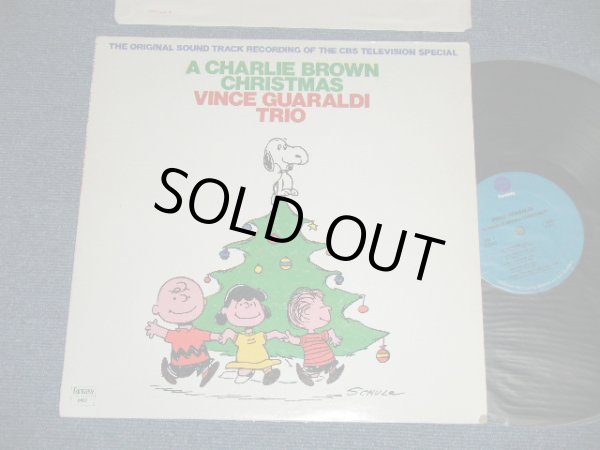 THE ORIGINAL SOUND TRACK RECORDING OF THE CBS TELEVISION SPECIAL
A CHARLIE BROWN
CHRISTMAS
VINCE GUARALDI
TRIO
SOLD OUT
SCHULZ
fantasy